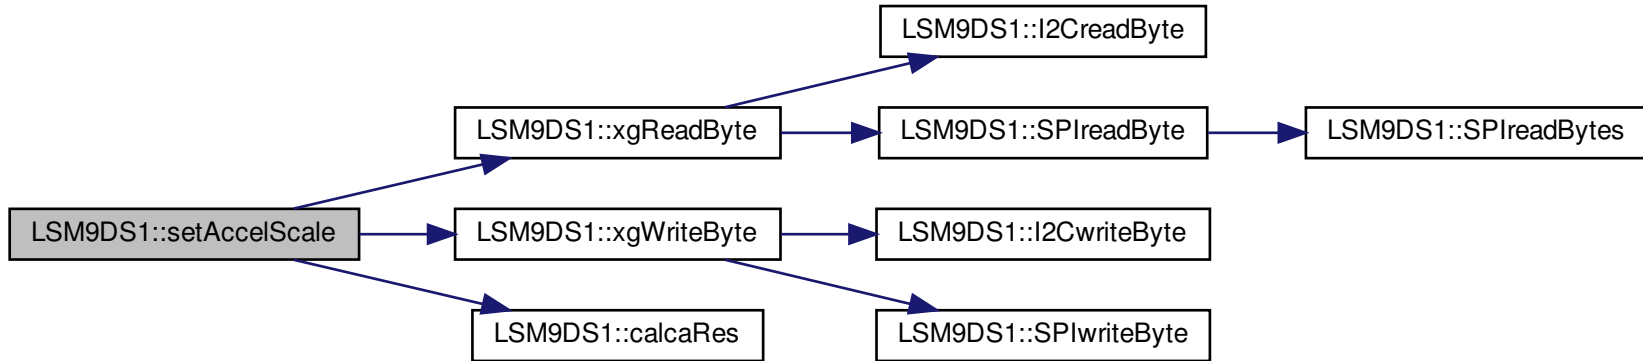 LSM9DS1::I2CreadByte
LSM9DS1::xgReadByte
LSM9DS1::SPIreadByte
LSM9DS1::SPIreadBytes
LSM9DS1::setAccelScale
LSM9DS1::xgWriteByte
LSM9DS1::I2CwriteByte
LSM9DS1::calcaRes
LSM9DS1::SPIwriteByte